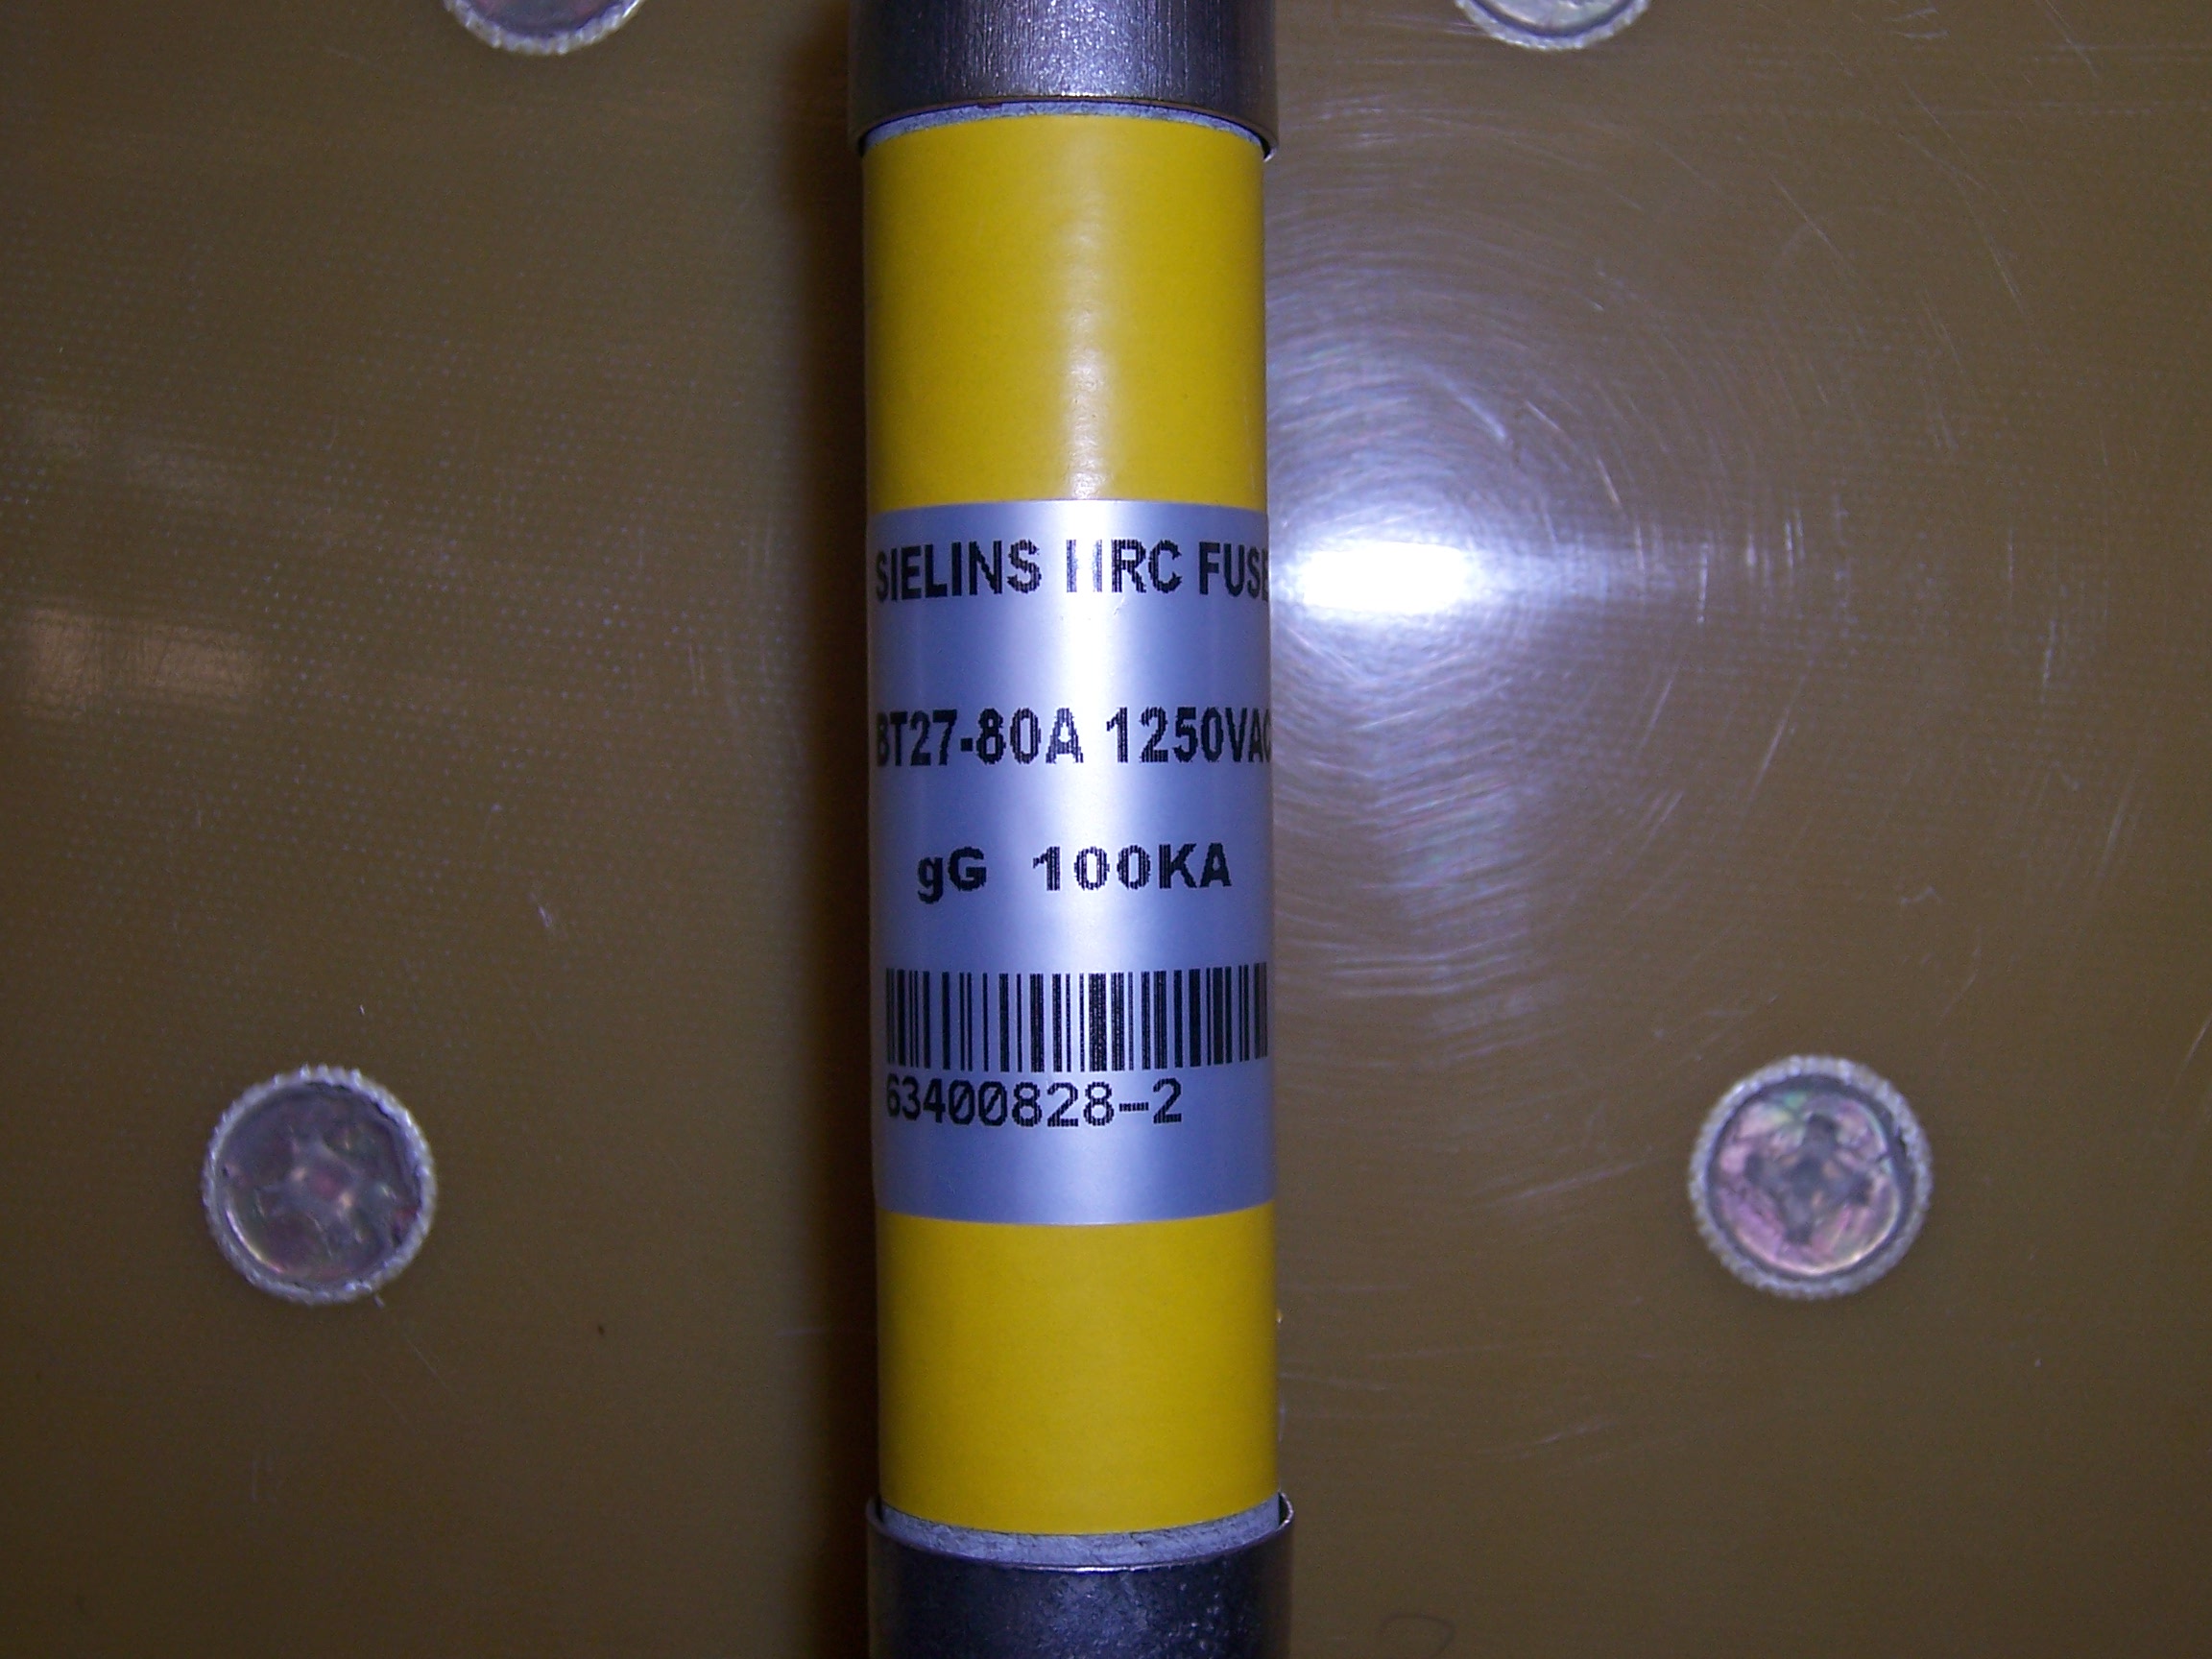 SIELINS HRC FUSE
BT27-80A 1250VAC
gG 100KA
63400828-2